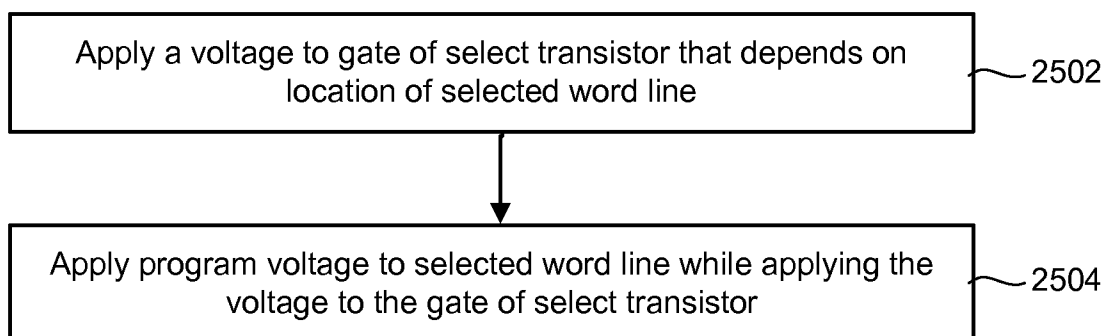 Apply a voltage to gate of select transistor that depends on
location of selected word line
2502
Apply program voltage to selected word line while applying the
voltage to the gate of select transistor
2504